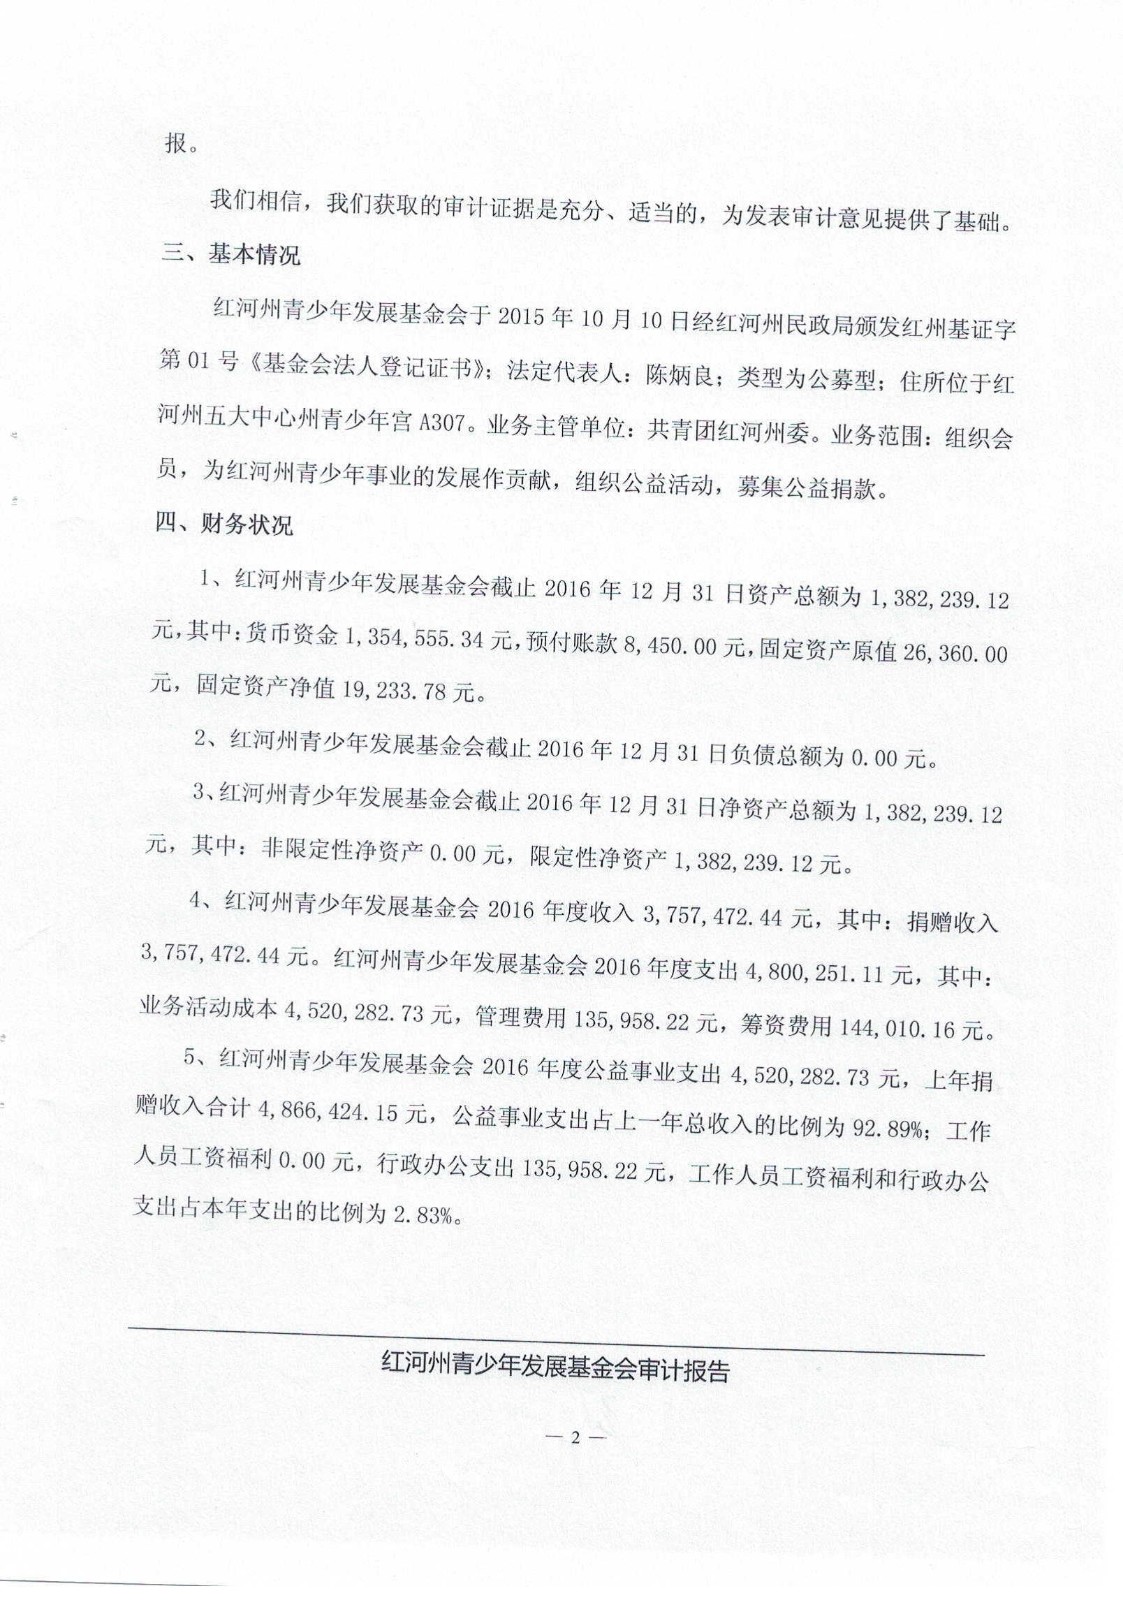 报。
我们相信，我们获取的审计证据是充分、适当的，为发表审计意见提供了基础。
三、基本情况
红河州青少年发展基金会于 2015 年 10 月 10 日经红河州民政局颁发红州基证字
第 01 号《基金会法人登记证书》；法定代表人：陈炳良；类型为公募型；住所位于红
河州五大中心州青少年宫 A307。业务主管单位：共青团红河州委。业务范围：组织会
员，为红河州青少年事业的发展作贡献，组织公益活动，募集公益捐款。
四、财务状况
1、红河州青少年发展基金会截止 2016 年 12 月 31 日资产总额为 1,382,239.12
元,其中:货币资金 1,354,555.34 元,预付账款 8,450.00 元,固定资产原值 26,360.00
元，固定资产净值 19,233.78 元。
2、红河州青少年发展基金会截止 2016 年 12 月 31 日负债总额为 0.00 元。
3、红河州青少年发展基金会截止 2016 年 12 月 31 日净资产总额为 1,382,239.12
元，其中：非限定性净资产 0.00 元，限定性净资产 1,382,239.12 元。
4、红河州青少年发展基金会 2016 年度收入 3,757,472.44 元，其中：捐赠收入
3,757,472.44 元。红河州青少年发展基金会 2016 年度支出 4,800,251.11 元，其中：
业务活动成本 4,520,282.73 元，管理费用 135,958.22 元，筹资费用 144,010.16 元。
5、红河州青少年发展基金会 2016 年度公益事业支出 4,520,282.73 元，上年捐
赠收入合计 4,866,424.15 元，公益事业支出占上一年总收入的比例为 92.89%；工作
人员工资福利 0.00 元，行政办公支出 135,958.22 元，工作人员工资福利和行政办公
支出占本年支出的比例为 2.83%。
红河州青少年发展基金会审计报告
— 2 —